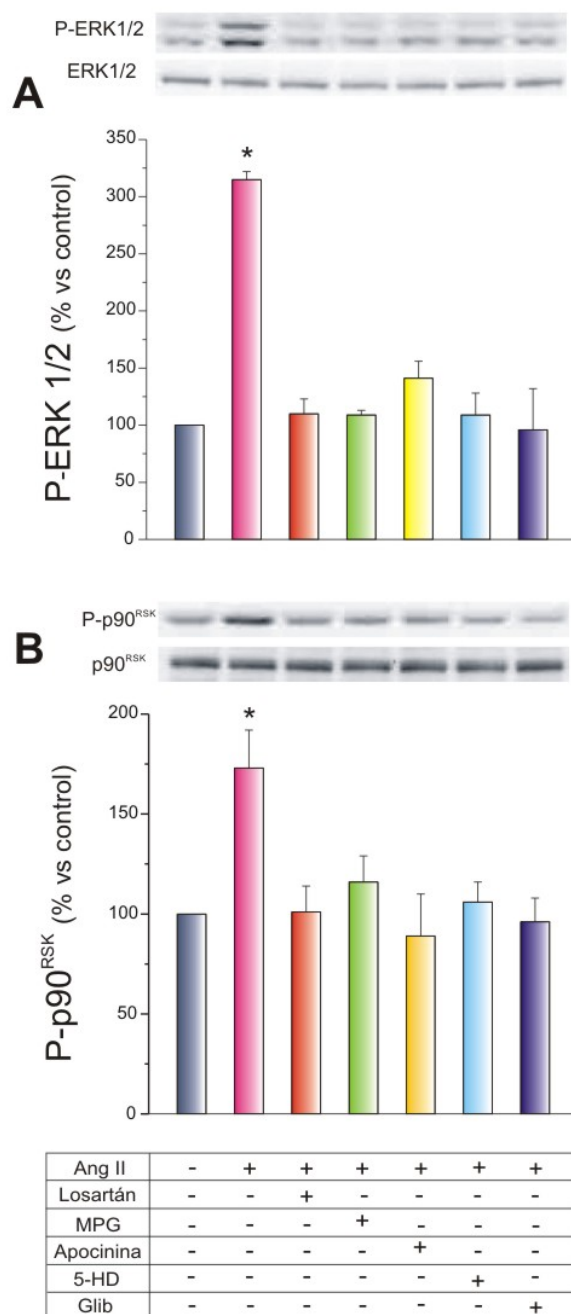 P-ERK1/2
ERK1/2
A
350
*
300
250
200
150
100
50
0
P-ERK 1/2 (% vs control)
P-p90RSK
B
p90RSK
200
*
150
100
50
0
P-p90RSK (% vs control)
Ang II - + + + + + +
Losartán - - + - - - -
MPG - - - + - - -
Apocinina - - - - + - -
5-HD - - - - - + -
Glib - - - - - - +